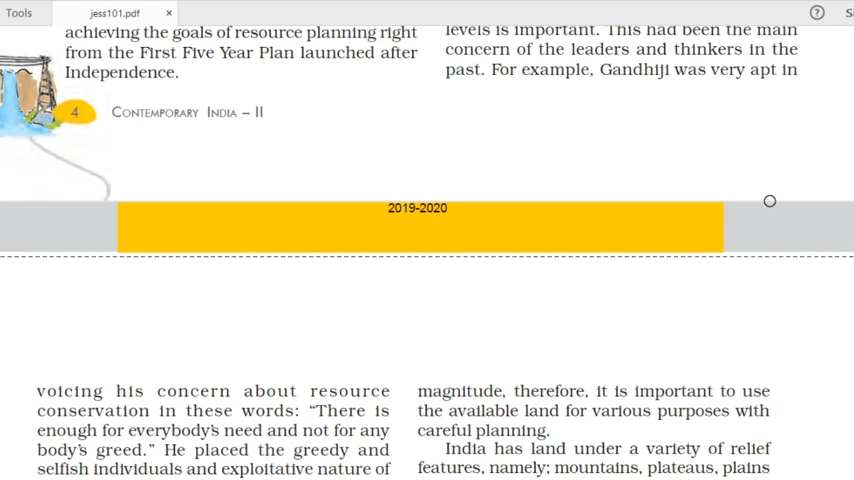 Tools
jess101.pdf ×
?
achieving the goals of resource planning right
from the First Five Year Plan launched after
Independence.
levels is important. This had been the main
concern of the leaders and thinkers in the
past. For example, Gandhiji was very apt in
4 Contemporary India – II
2019-2020
voicing his concern about resource
conservation in these words: “There is
enough for everybody’s need and not for any
body’s greed.” He placed the greedy and
selfish individuals and exploitative nature of
magnitude, therefore, it is important to use
the available land for various purposes with
careful planning.
India has land under a variety of relief
features, namely; mountains, plateaus, plains